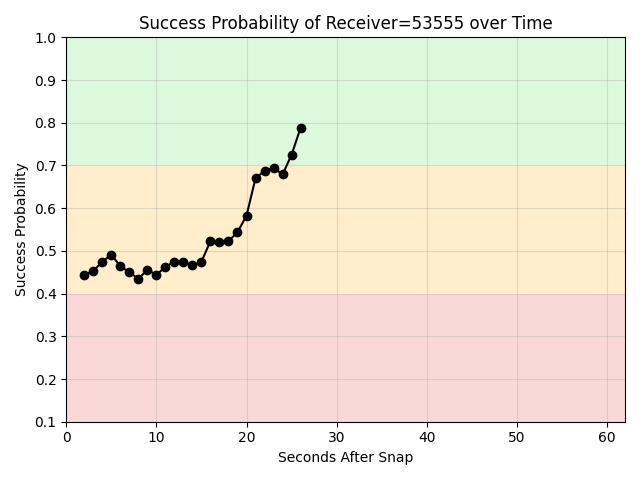 Success Probability of Receiver=53555 over Time
1.0
0.9
0.8
0.7
0.6
0.5
0.4
0.3
0.2
0.1
Success Probability
0 10 20 30 40 50 60
Seconds After Snap